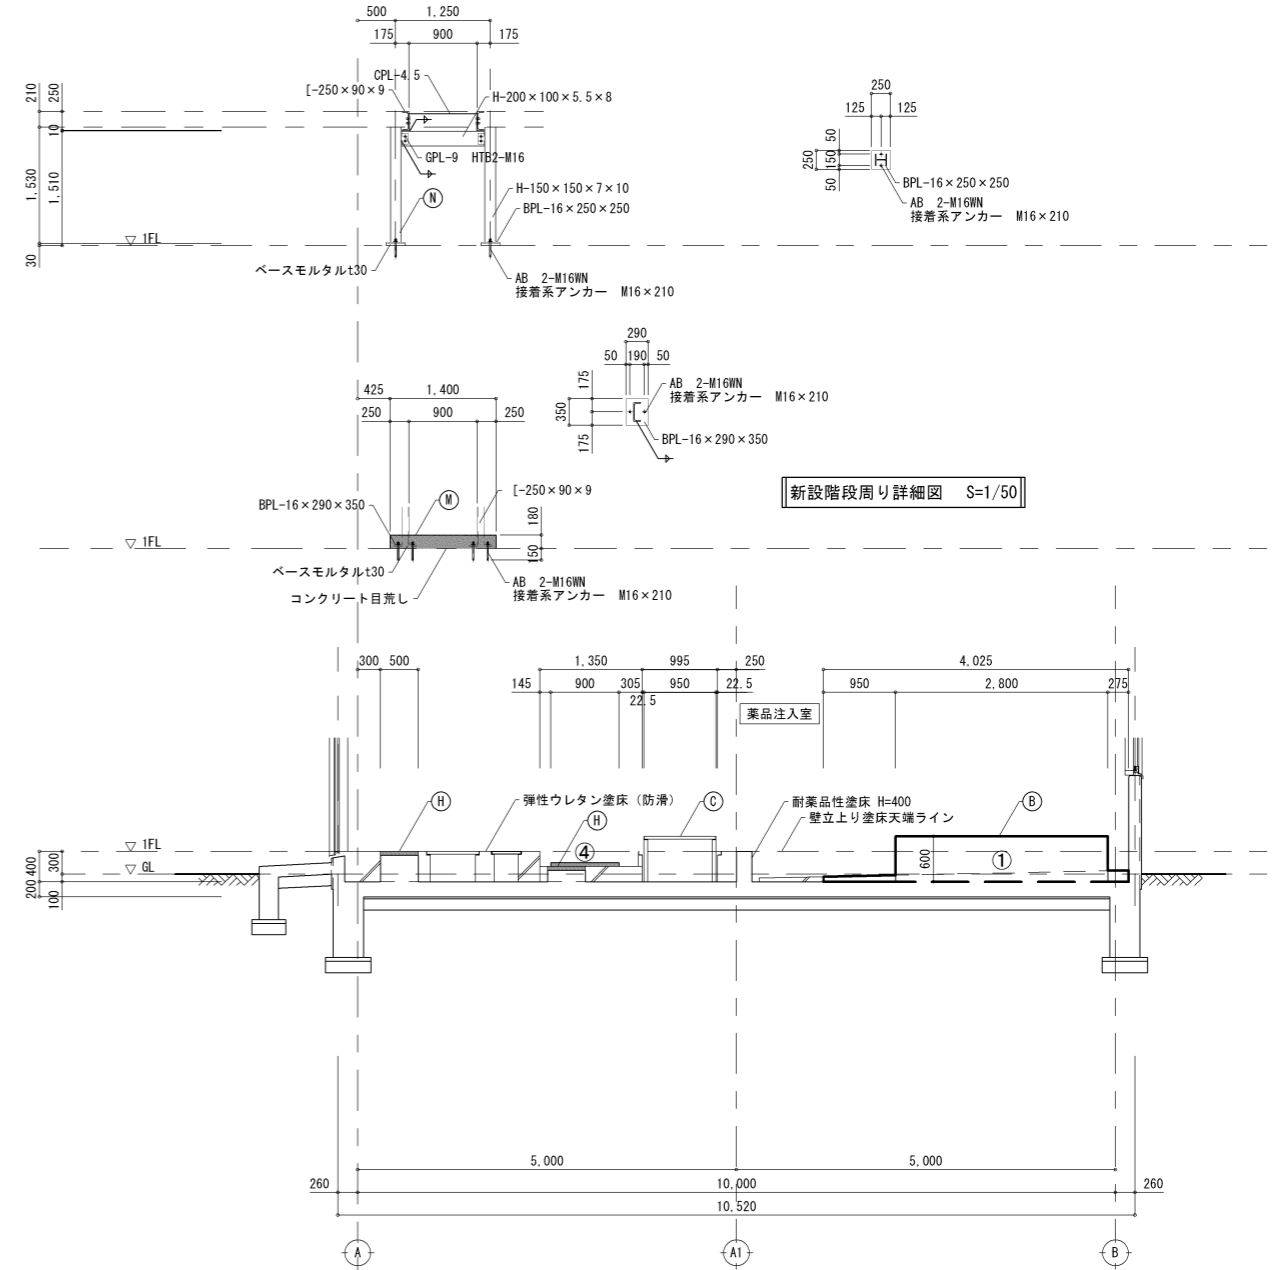 500 1,250
175 900 175
CPL-4.5
[-250×90×9
H-200×100×5.5×8
GPL-9 HTB2-M16
N
H-150×150×7×10
BPL-16×250×250
210
250
10
1,530
1,510
30
▽ 1FL
ベースモルタルt30
AB 2-M16WN
接着系アンカー M16×210
250
125 125
50
250
150
50
BPL-16×250×250
AB 2-M16WN
接着系アンカー M16×210
290
50 190 50
175
350
175
AB 2-M16WN
接着系アンカー M16×210
BPL-16×290×350
新設階段周り詳細図 S=1/50
425 1,400
250 900 250
BPL-16×290×350
M
[-250×90×9
180
150
▽ 1FL
ベースモルタルt30
コンクリート目荒し
AB 2-M16WN
接着系アンカー M16×210
300 500
1,350 995 250
4,025
145 900 305 950 22.5
22.5
950 2,800 275
薬品注入室
H
弾性ウレタン塗床（防滑）
H
④
C
耐薬品性塗床 H=400
壁立上り塗床天端ライン
B
600
①
▽ 1FL
▽ GL
400
300
200
100
5,000 5,000
260 10,000 260
10,520
A A1 B